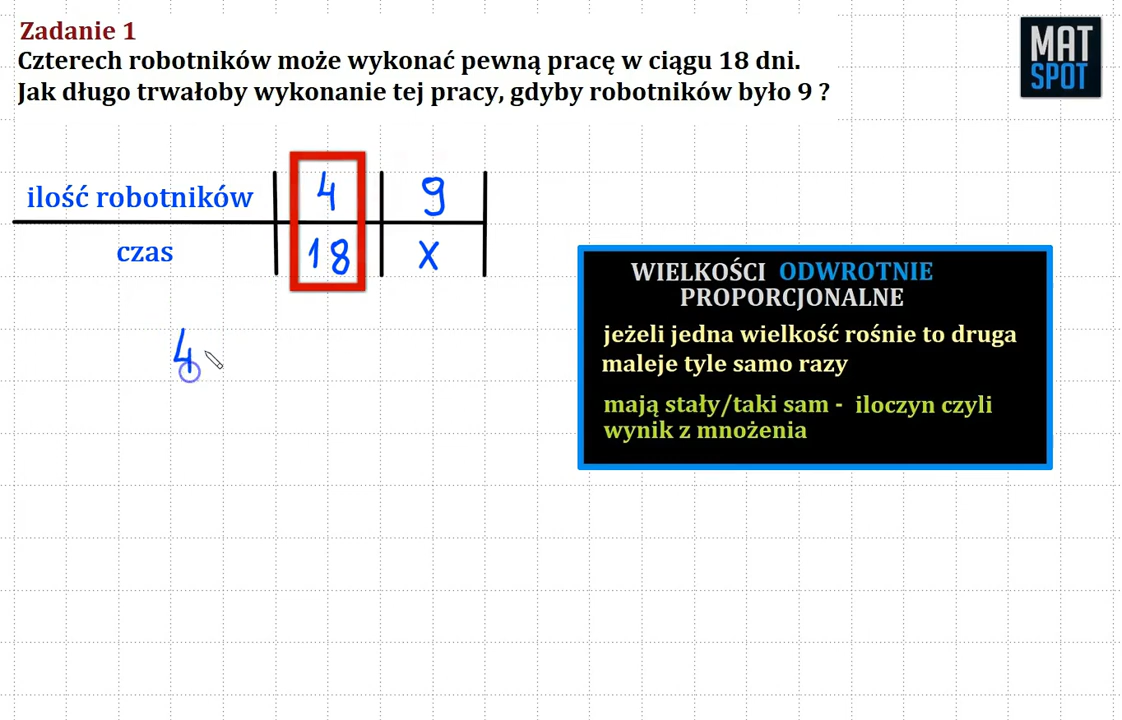 Zadanie 1
Czterech robotników może wykonać pewną pracę w ciągu 18 dni.
Jak długo trwałoby wykonanie tej pracy, gdyby robotników było 9 ?
MAT
SPOT
ilość robotników 4 9
czas 18 x
4
WIELKOŚCI ODWROTNIE
PROPORCJONALNE
jeżeli jedna wielkość rośnie to druga
maleje tyle samo razy
mają stały/taki sam - iloczyn czyli
wynik z mnożenia